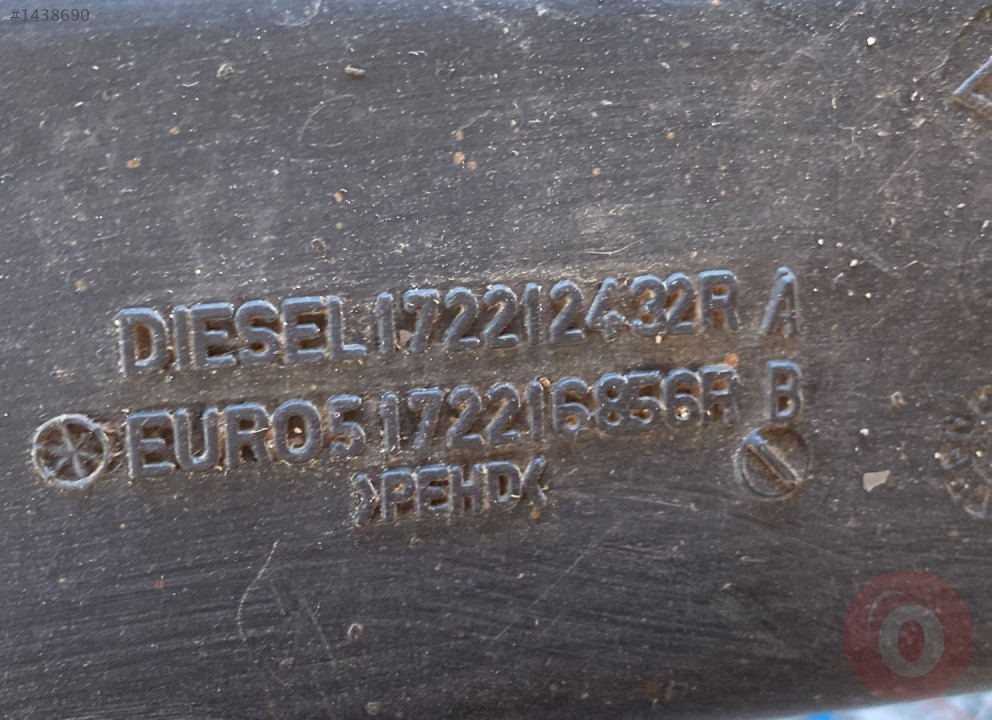 #1438690
DIESEL 172212432R A
EURO5 172216856R B
>PEHD<